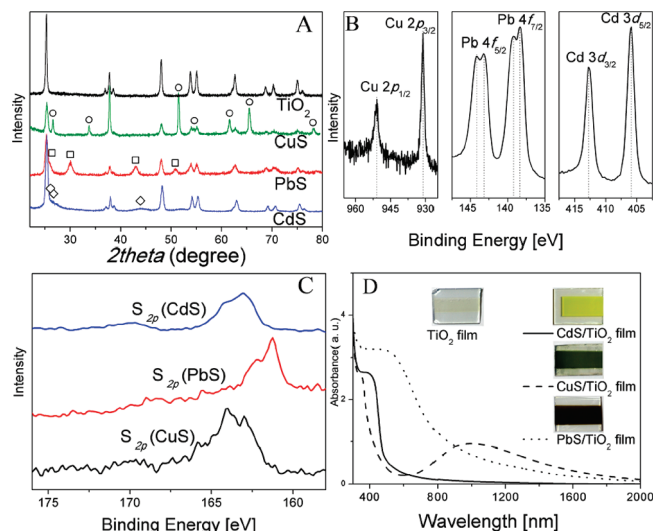 A
Intensity
TiO2
CuS
PbS
CdS
30 40 50 60 70 80
2theta (degree)
B
Intensity
Cu 2p1/2
Cu 2p3/2
Pb 4f5/2
Pb 4f7/2
Cd 3d3/2
Cd 3d5/2
960 945 930
145 140 135
415 410 405
Binding Energy [eV]
C
Intensity
S2p(CdS)
S2p(PbS)
S2p(CuS)
175 170 165 160
Binding Energy [eV]
D
Absorbance( a. u.)
4
2
0
TiO2 film
CdS/TiO2 film
CuS/TiO2 film
PbS/TiO2 film
400 800 1200 1600 2000
Wavelength [nm]